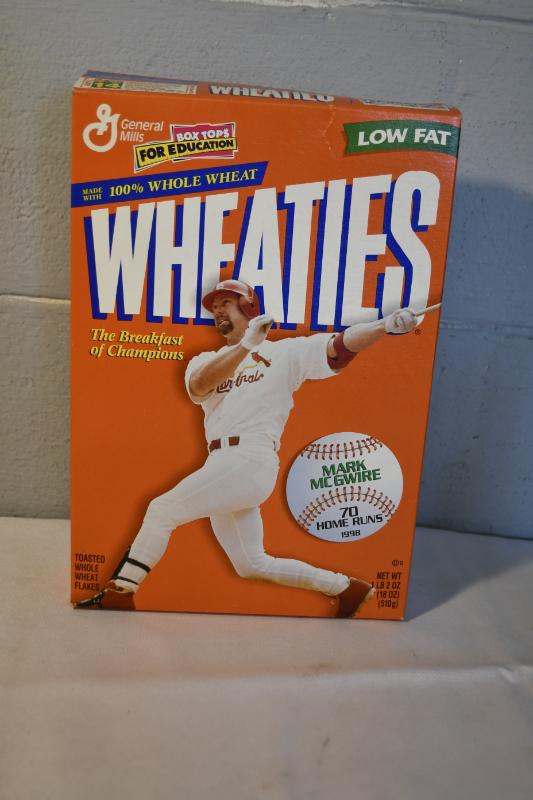 WHEATIES
General
Mills
BOX TOPS
FOR EDUCATION
LOW FAT
MADE
WITH 100% WHOLE WHEAT
WHEATIES
The Breakfast
of Champions
Cardinals
MARK
McGWIRE
70
HOME RUNS
1998
TOASTED
WHOLE
WHEAT
FLAKES
NET WT
1 LB 2 OZ
(18 OZ)
(510g)